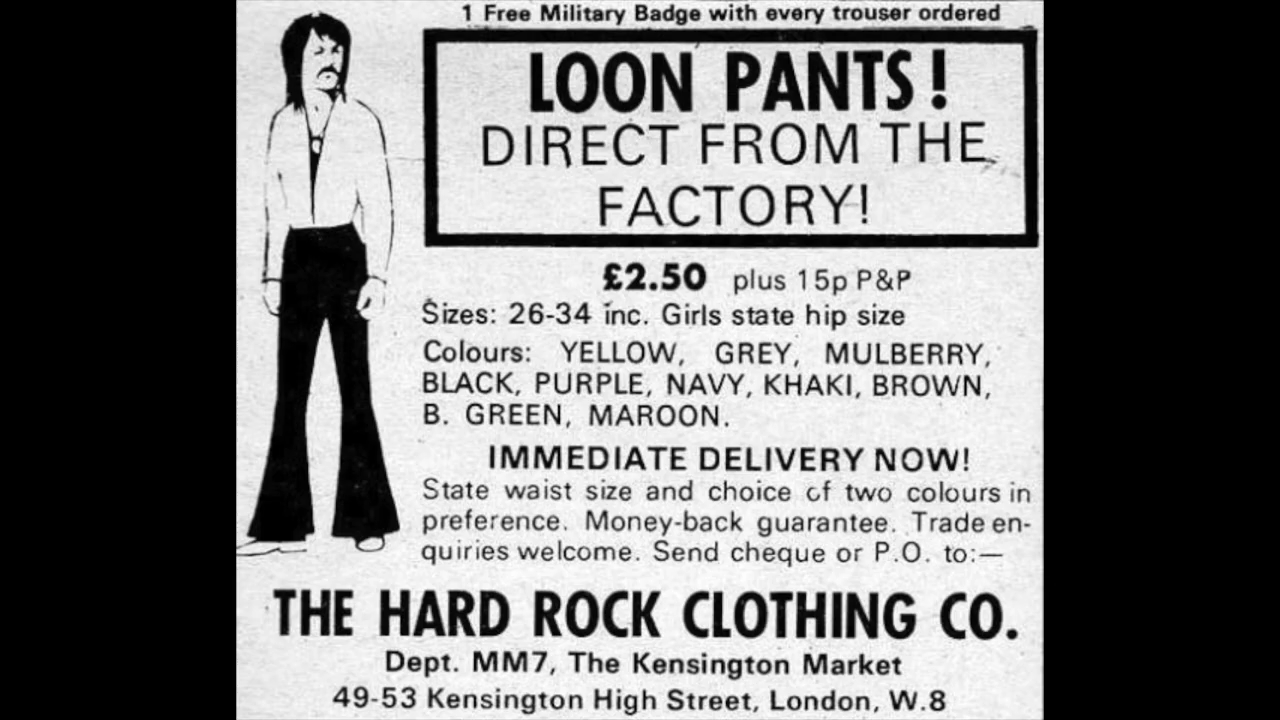 1 Free Military Badge with every trouser ordered
LOON PANTS!
DIRECT FROM THE
FACTORY!
£2.50 plus 15p P&P
Sizes: 26-34 inc. Girls state hip size
Colours: YELLOW, GREY, MULBERRY,
BLACK, PURPLE, NAVY, KHAKI, BROWN,
B. GREEN, MAROON.
IMMEDIATE DELIVERY NOW!
State waist size and choice of two colours in
preference. Money-back guarantee. Trade en-
quiries welcome. Send cheque or P.O. to:—
THE HARD ROCK CLOTHING CO.
Dept. MM7, The Kensington Market
49-53 Kensington High Street, London, W.8